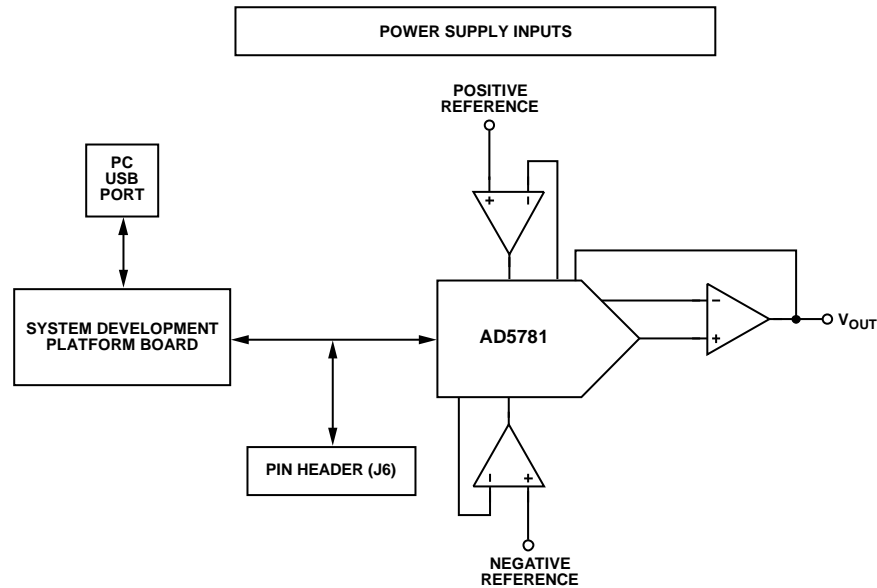 POWER SUPPLY INPUTS
POSITIVE
REFERENCE
PC
USB
PORT
+ –
SYSTEM DEVELOPMENT
PLATFORM BOARD
AD5781
–
+
VOUT
PIN HEADER (J6)
– +
NEGATIVE
REFERENCE